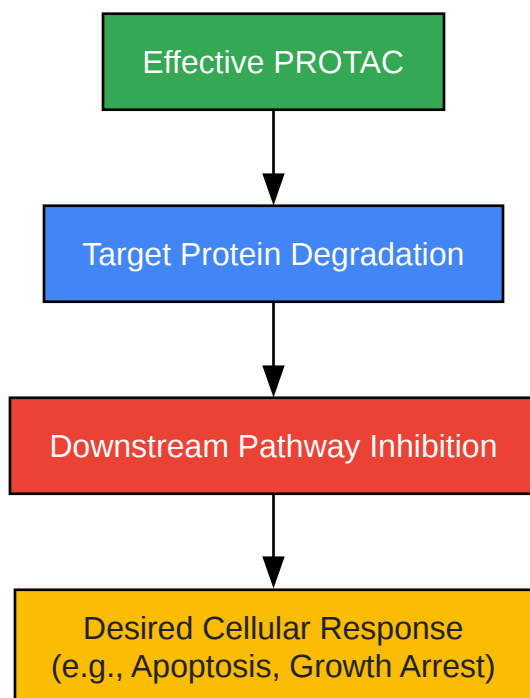 Effective PROTAC
Target Protein Degradation
Downstream Pathway Inhibition
Desired Cellular Response
(e.g., Apoptosis, Growth Arrest)